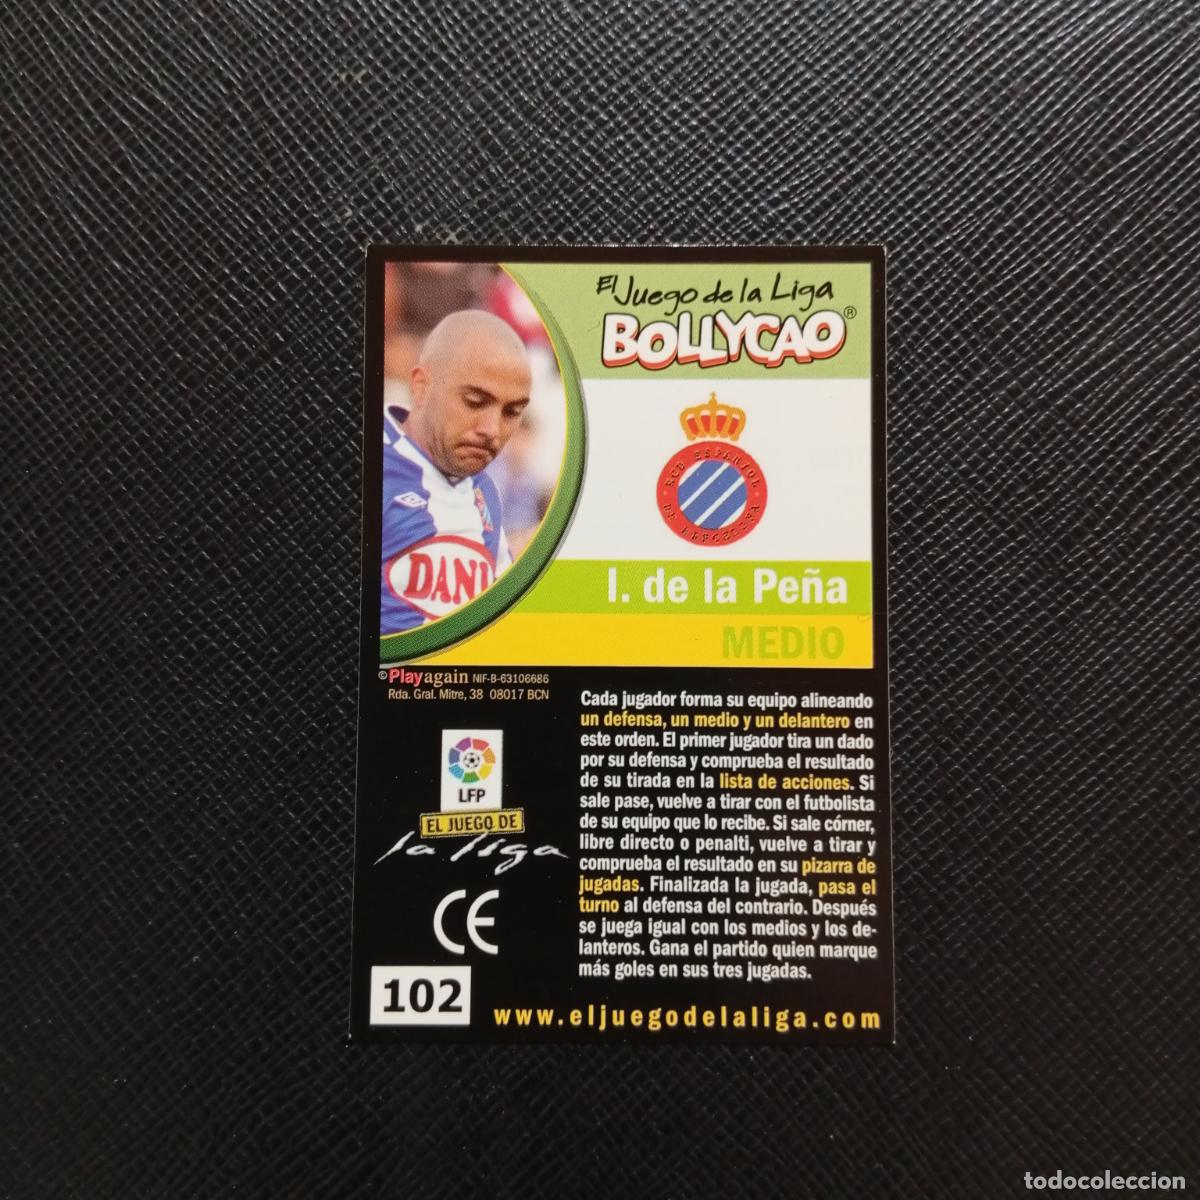 El Juego de la Liga
BOLLYCAO®
RCD ESPANYOL
DE BARCELONA
DANI
I. de la Peña
MEDIO
© Playagain NIF-B-63106686
Rda. Gral. Mitre, 38 08017 BCN
Cada jugador forma su equipo alineando
un defensa, un medio y un delantero en
este orden. El primer jugador tira un dado
por su defensa y comprueba el resultado
de su tirada en la lista de acciones. Si
sale pase, vuelve a tirar con el futbolista
de su equipo que lo recibe. Si sale córner,
libre directo o penalti, vuelve a tirar y
comprueba el resultado en su pizarra de
jugadas. Finalizada la jugada, pasa el
turno al defensa del contrario. Después
se juega igual con los medios y los de-
lanteros. Gana el partido quien marque
más goles en sus tres jugadas.
LFP
EL JUEGO DE
la liga
CE
102
www.eljuegodelaliga.com
todocoleccion